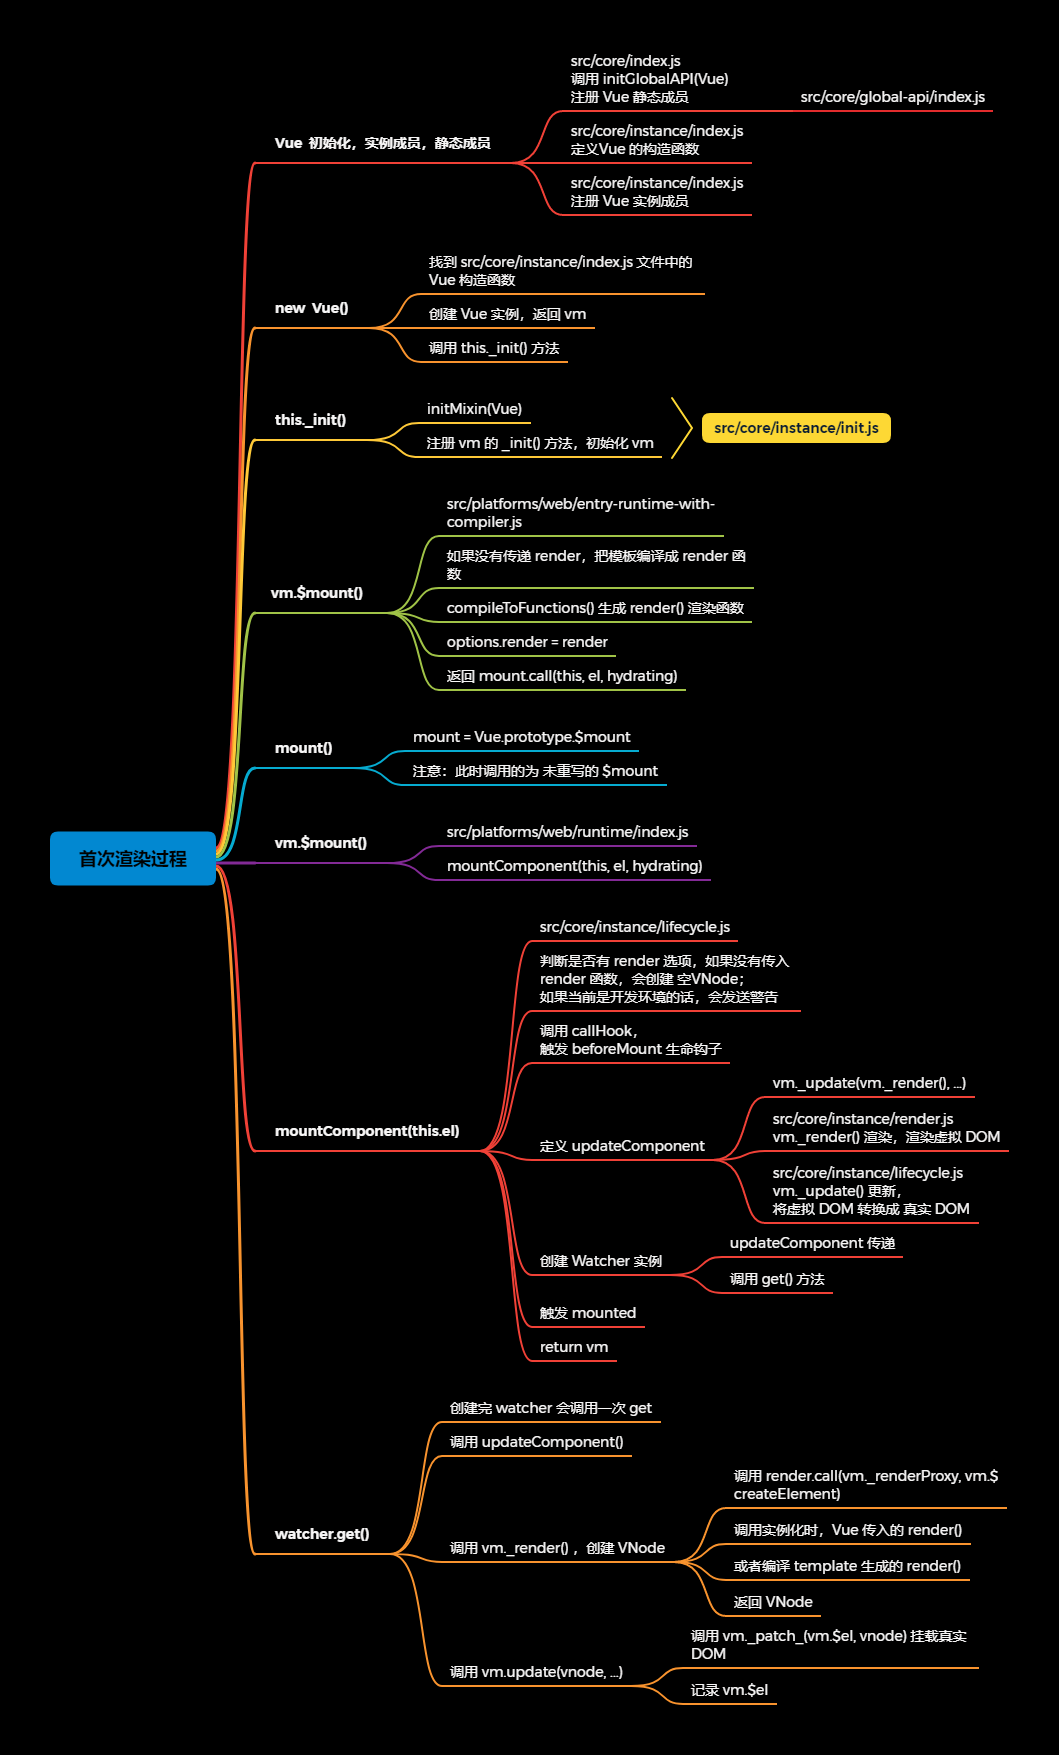 首次渲染过程
Vue 初始化，实例成员，静态成员
src/core/index.js
调用 initGlobalAPI(Vue)
注册 Vue 静态成员
src/core/global-api/index.js
src/core/instance/index.js
定义Vue 的构造函数
src/core/instance/index.js
注册 Vue 实例成员
new Vue()
找到 src/core/instance/index.js 文件中的
Vue 构造函数
创建 Vue 实例，返回 vm
调用 this._init() 方法
this._init()
initMixin(Vue)
注册 vm 的 _init() 方法，初始化 vm
src/core/instance/init.js
vm.$mount()
src/platforms/web/entry-runtime-with-
compiler.js
如果没有传递 render，把模板编译成 render 函
数
compileToFunctions() 生成 render() 渲染函数
options.render = render
返回 mount.call(this, el, hydrating)
mount()
mount = Vue.prototype.$mount
注意：此时调用的为 未重写的 $mount
vm.$mount()
src/platforms/web/runtime/index.js
mountComponent(this, el, hydrating)
mountComponent(this.el)
src/core/instance/lifecycle.js
判断是否有 render 选项，如果没有传入
render 函数，会创建 空VNode；
如果当前是开发环境的话，会发送警告
调用 callHook，
触发 beforeMount 生命钩子
定义 updateComponent
vm._update(vm._render(), ...)
src/core/instance/render.js
vm._render() 渲染，渲染虚拟 DOM
src/core/instance/lifecycle.js
vm._update() 更新，
将虚拟 DOM 转换成 真实 DOM
创建 Watcher 实例
updateComponent 传递
调用 get() 方法
触发 mounted
return vm
watcher.get()
创建完 watcher 会调用一次 get
调用 updateComponent()
调用 vm._render() ，创建 VNode
调用 render.call(vm._renderProxy, vm.$
createElement)
调用实例化时，Vue 传入的 render()
或者编译 template 生成的 render()
返回 VNode
调用 vm.update(vnode, ...)
调用 vm._patch_(vm.$el, vnode) 挂载真实
DOM
记录 vm.$el